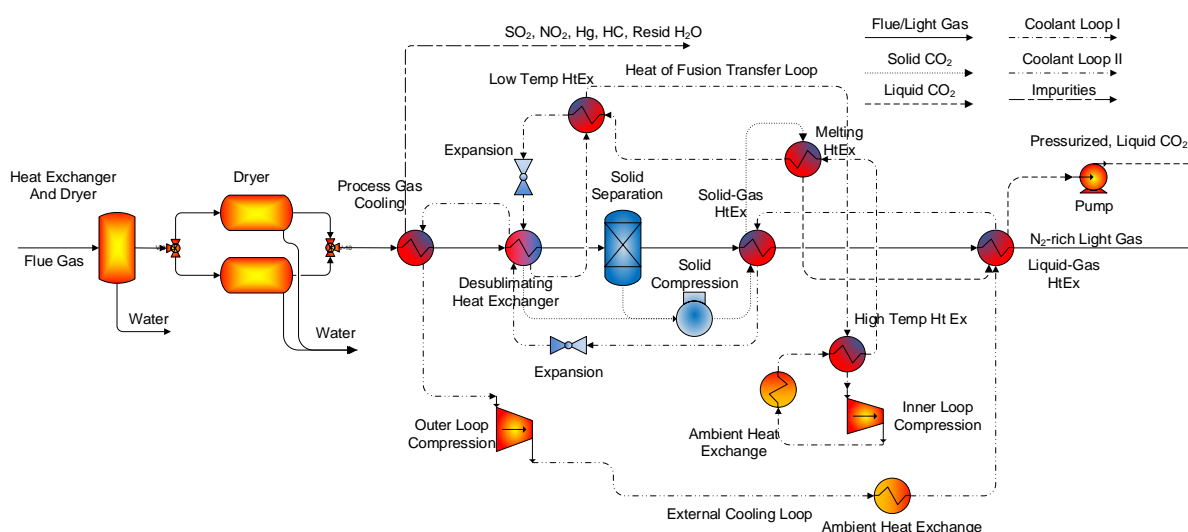 SO₂, NO₂, Hg, HC, Resid H₂O
Flue/Light Gas
Coolant Loop I
Solid CO₂
Coolant Loop II
Liquid CO₂
Impurities
Low Temp HtEx
Heat of Fusion Transfer Loop
Melting
HtEx
Pressurized, Liquid CO₂
Expansion
Heat Exchanger
And Dryer
Dryer
Process Gas
Cooling
Solid
Separation
Solid-Gas
HtEx
Pump
Flue Gas
N₂-rich Light Gas
Liquid-Gas
HtEx
Desublimating
Heat Exchanger
Solid
Compression
Water
Water
High Temp Ht Ex
Expansion
Outer Loop
Compression
Ambient Heat
Exchange
Inner Loop
Compression
External Cooling Loop
Ambient Heat Exchange